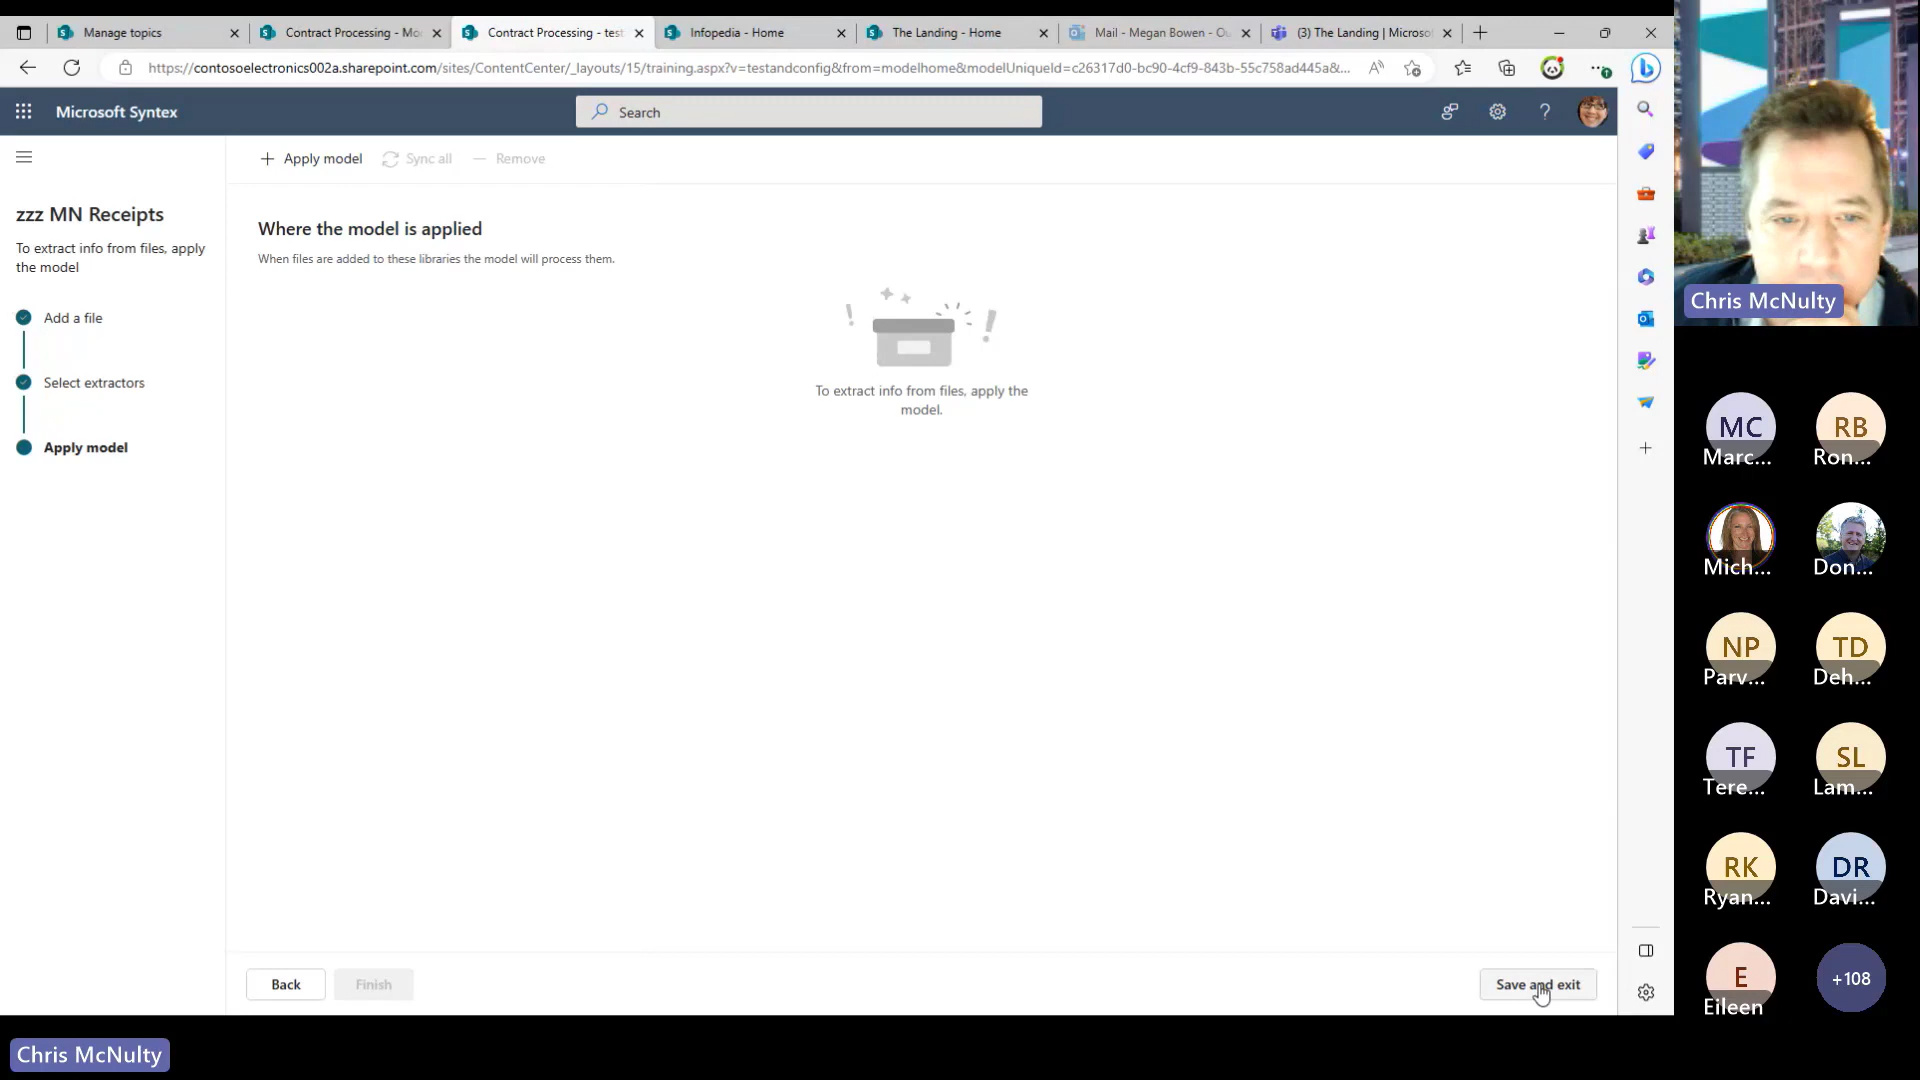 Manage topics
Contract Processing - Mo
Contract Processing - test
Infopedia - Home
The Landing - Home
Mail - Megan Bowen - Ou
(3) The Landing | Microsof
https://contosoelectronics002a.sharepoint.com/sites/ContentCenter/_layouts/15/training.aspx?v=testandconfig&from=modelhome&modelUniqueId=c26317d0-bc90-4cf9-843b-55c758ad445a&...
Microsoft Syntex
Search
Apply model
Sync all
Remove
zzz MN Receipts
To extract info from files, apply
the model
Add a file
Select extractors
Apply model
Where the model is applied
When files are added to these libraries the model will process them.
To extract info from files, apply the
model.
Back
Finish
Save and exit
Chris McNulty
MC
Marc...
RB
Ron...
Mich...
Don...
NP
Parv...
TD
Deh...
TF
Tere...
SL
Lam...
RK
Ryan...
DR
Davi...
E
Eileen
+108
Chris McNulty